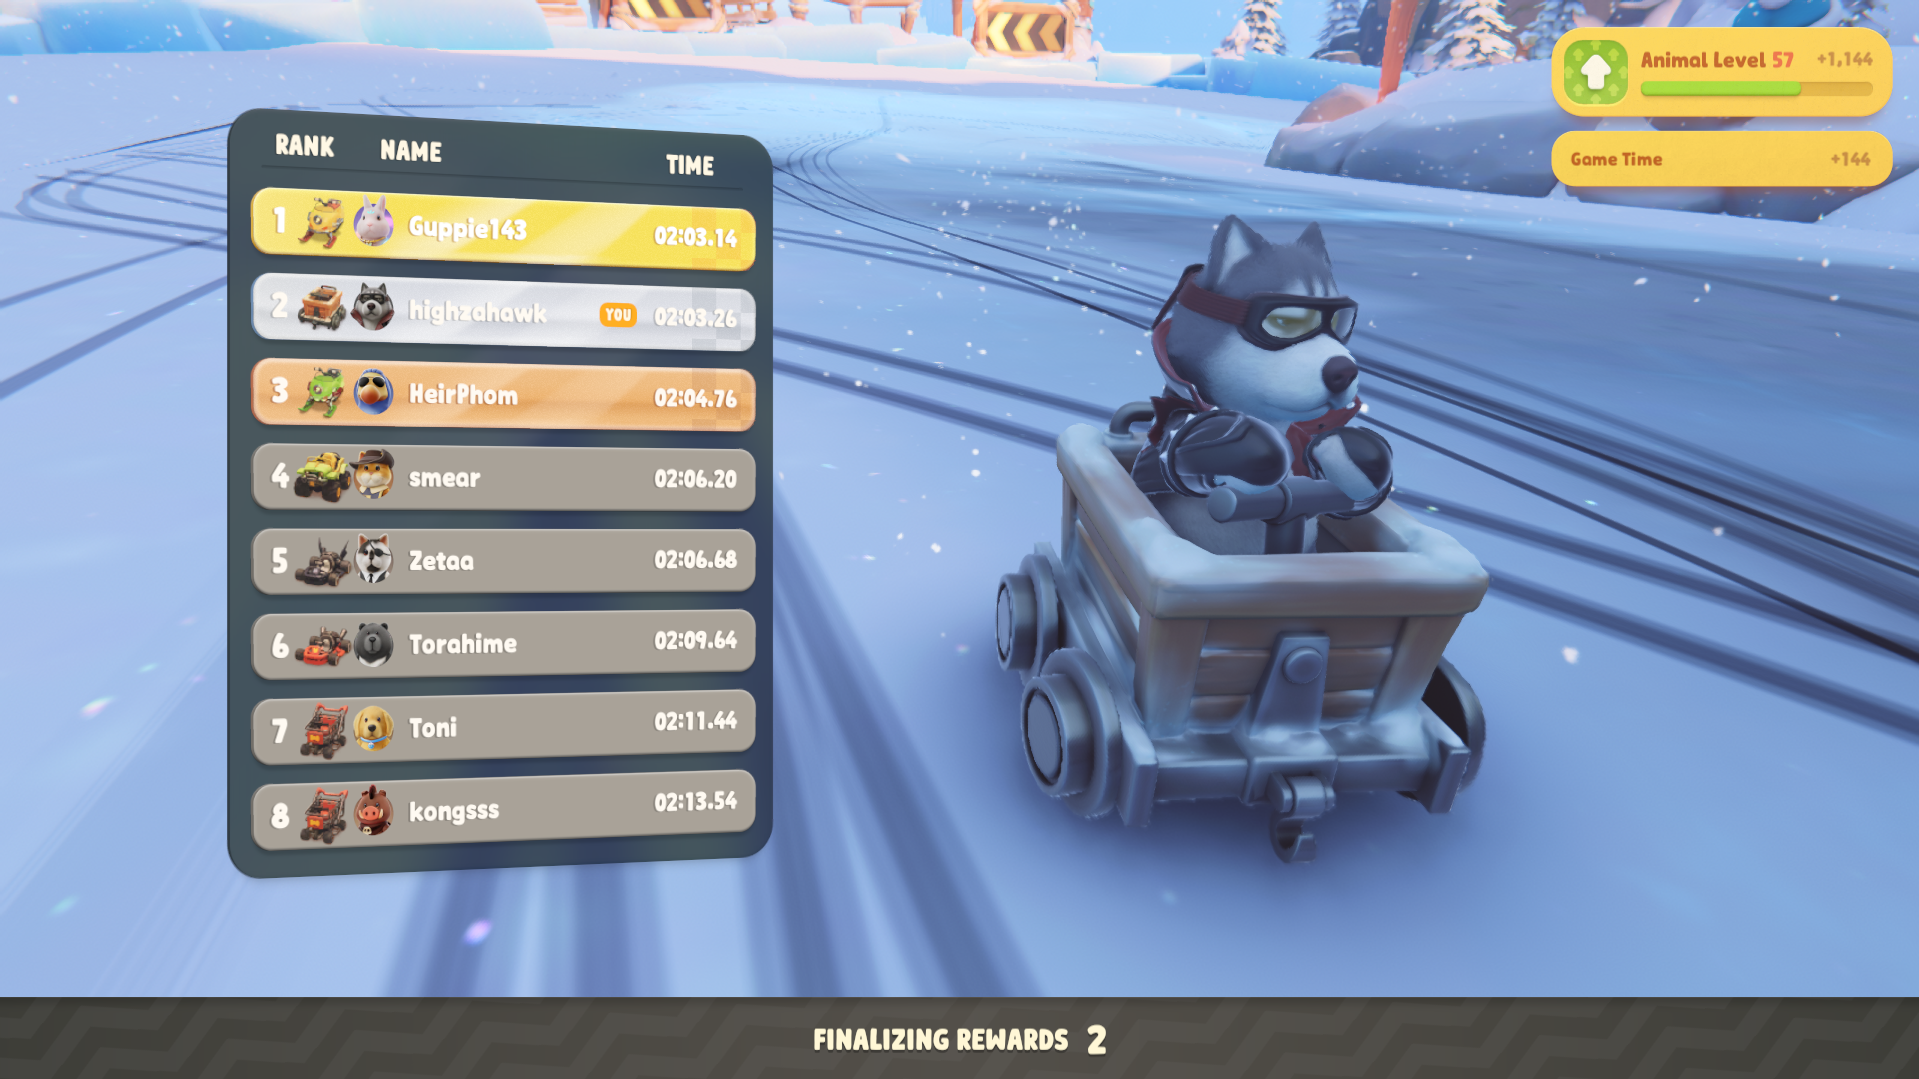 Animal Level 57 +1,144
Game Time +144
RANK NAME TIME
1 Guppie143 02:03.14
2 highzahawk YOU 02:03.26
3 HeirPhom 02:04.76
4 smear 02:06.20
5 Zetaa 02:06.68
6 Torahime 02:09.64
7 Toni 02:11.44
8 kongsss 02:13.54
FINALIZING REWARDS 2